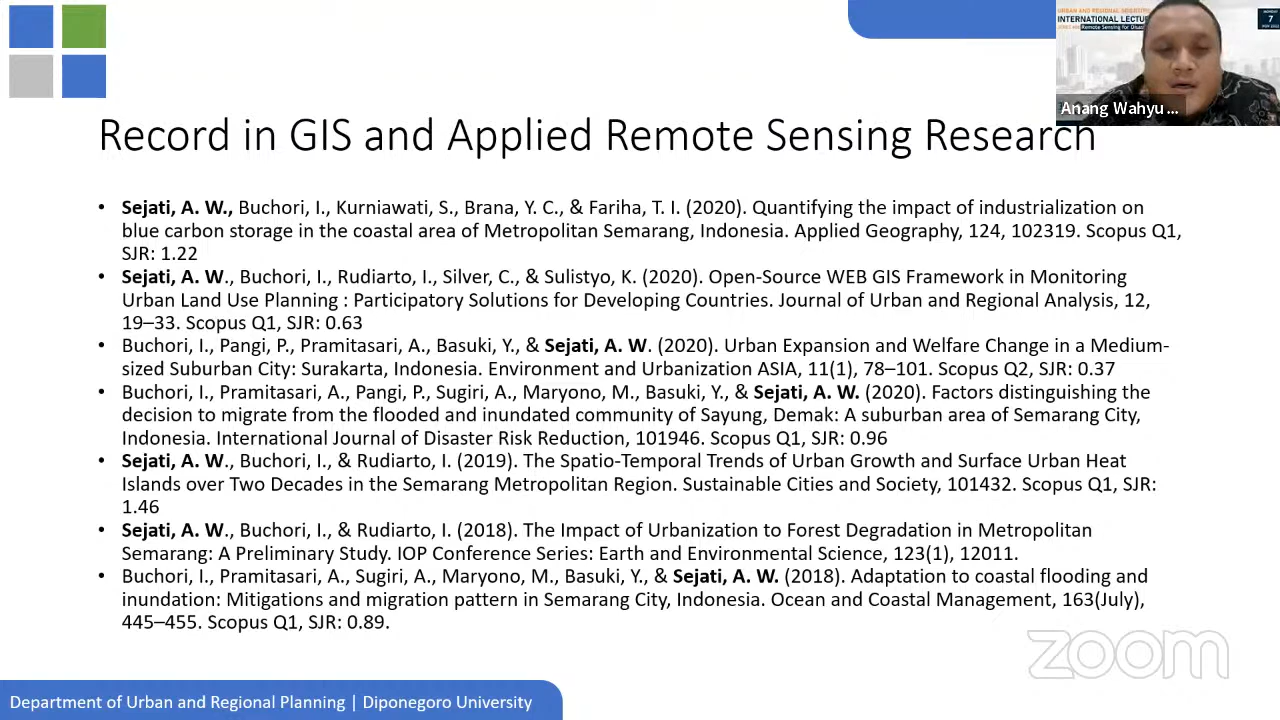 URBAN AND REGIONAL
INTERNATIONAL LECTU
Remote Sensing for Disas
7
Anang Wahyu ...
Record in GIS and Applied Remote Sensing Research
• Sejati, A. W., Buchori, I., Kurniawati, S., Brana, Y. C., & Fariha, T. I. (2020). Quantifying the impact of industrialization on
blue carbon storage in the coastal area of Metropolitan Semarang, Indonesia. Applied Geography, 124, 102319. Scopus Q1,
SJR: 1.22
• Sejati, A. W., Buchori, I., Rudiarto, I., Silver, C., & Sulistyo, K. (2020). Open-Source WEB GIS Framework in Monitoring
Urban Land Use Planning : Participatory Solutions for Developing Countries. Journal of Urban and Regional Analysis, 12,
19–33. Scopus Q1, SJR: 0.63
• Buchori, I., Pangi, P., Pramitasari, A., Basuki, Y., & Sejati, A. W. (2020). Urban Expansion and Welfare Change in a Medium-
sized Suburban City: Surakarta, Indonesia. Environment and Urbanization ASIA, 11(1), 78–101. Scopus Q2, SJR: 0.37
• Buchori, I., Pramitasari, A., Pangi, P., Sugiri, A., Maryono, M., Basuki, Y., & Sejati, A. W. (2020). Factors distinguishing the
decision to migrate from the flooded and inundated community of Sayung, Demak: A suburban area of Semarang City,
Indonesia. International Journal of Disaster Risk Reduction, 101946. Scopus Q1, SJR: 0.96
• Sejati, A. W., Buchori, I., & Rudiarto, I. (2019). The Spatio-Temporal Trends of Urban Growth and Surface Urban Heat
Islands over Two Decades in the Semarang Metropolitan Region. Sustainable Cities and Society, 101432. Scopus Q1, SJR:
1.46
• Sejati, A. W., Buchori, I., & Rudiarto, I. (2018). The Impact of Urbanization to Forest Degradation in Metropolitan
Semarang: A Preliminary Study. IOP Conference Series: Earth and Environmental Science, 123(1), 12011.
• Buchori, I., Pramitasari, A., Sugiri, A., Maryono, M., Basuki, Y., & Sejati, A. W. (2018). Adaptation to coastal flooding and
inundation: Mitigations and migration pattern in Semarang City, Indonesia. Ocean and Coastal Management, 163(July),
445–455. Scopus Q1, SJR: 0.89.
zoom
Department of Urban and Regional Planning | Diponegoro University